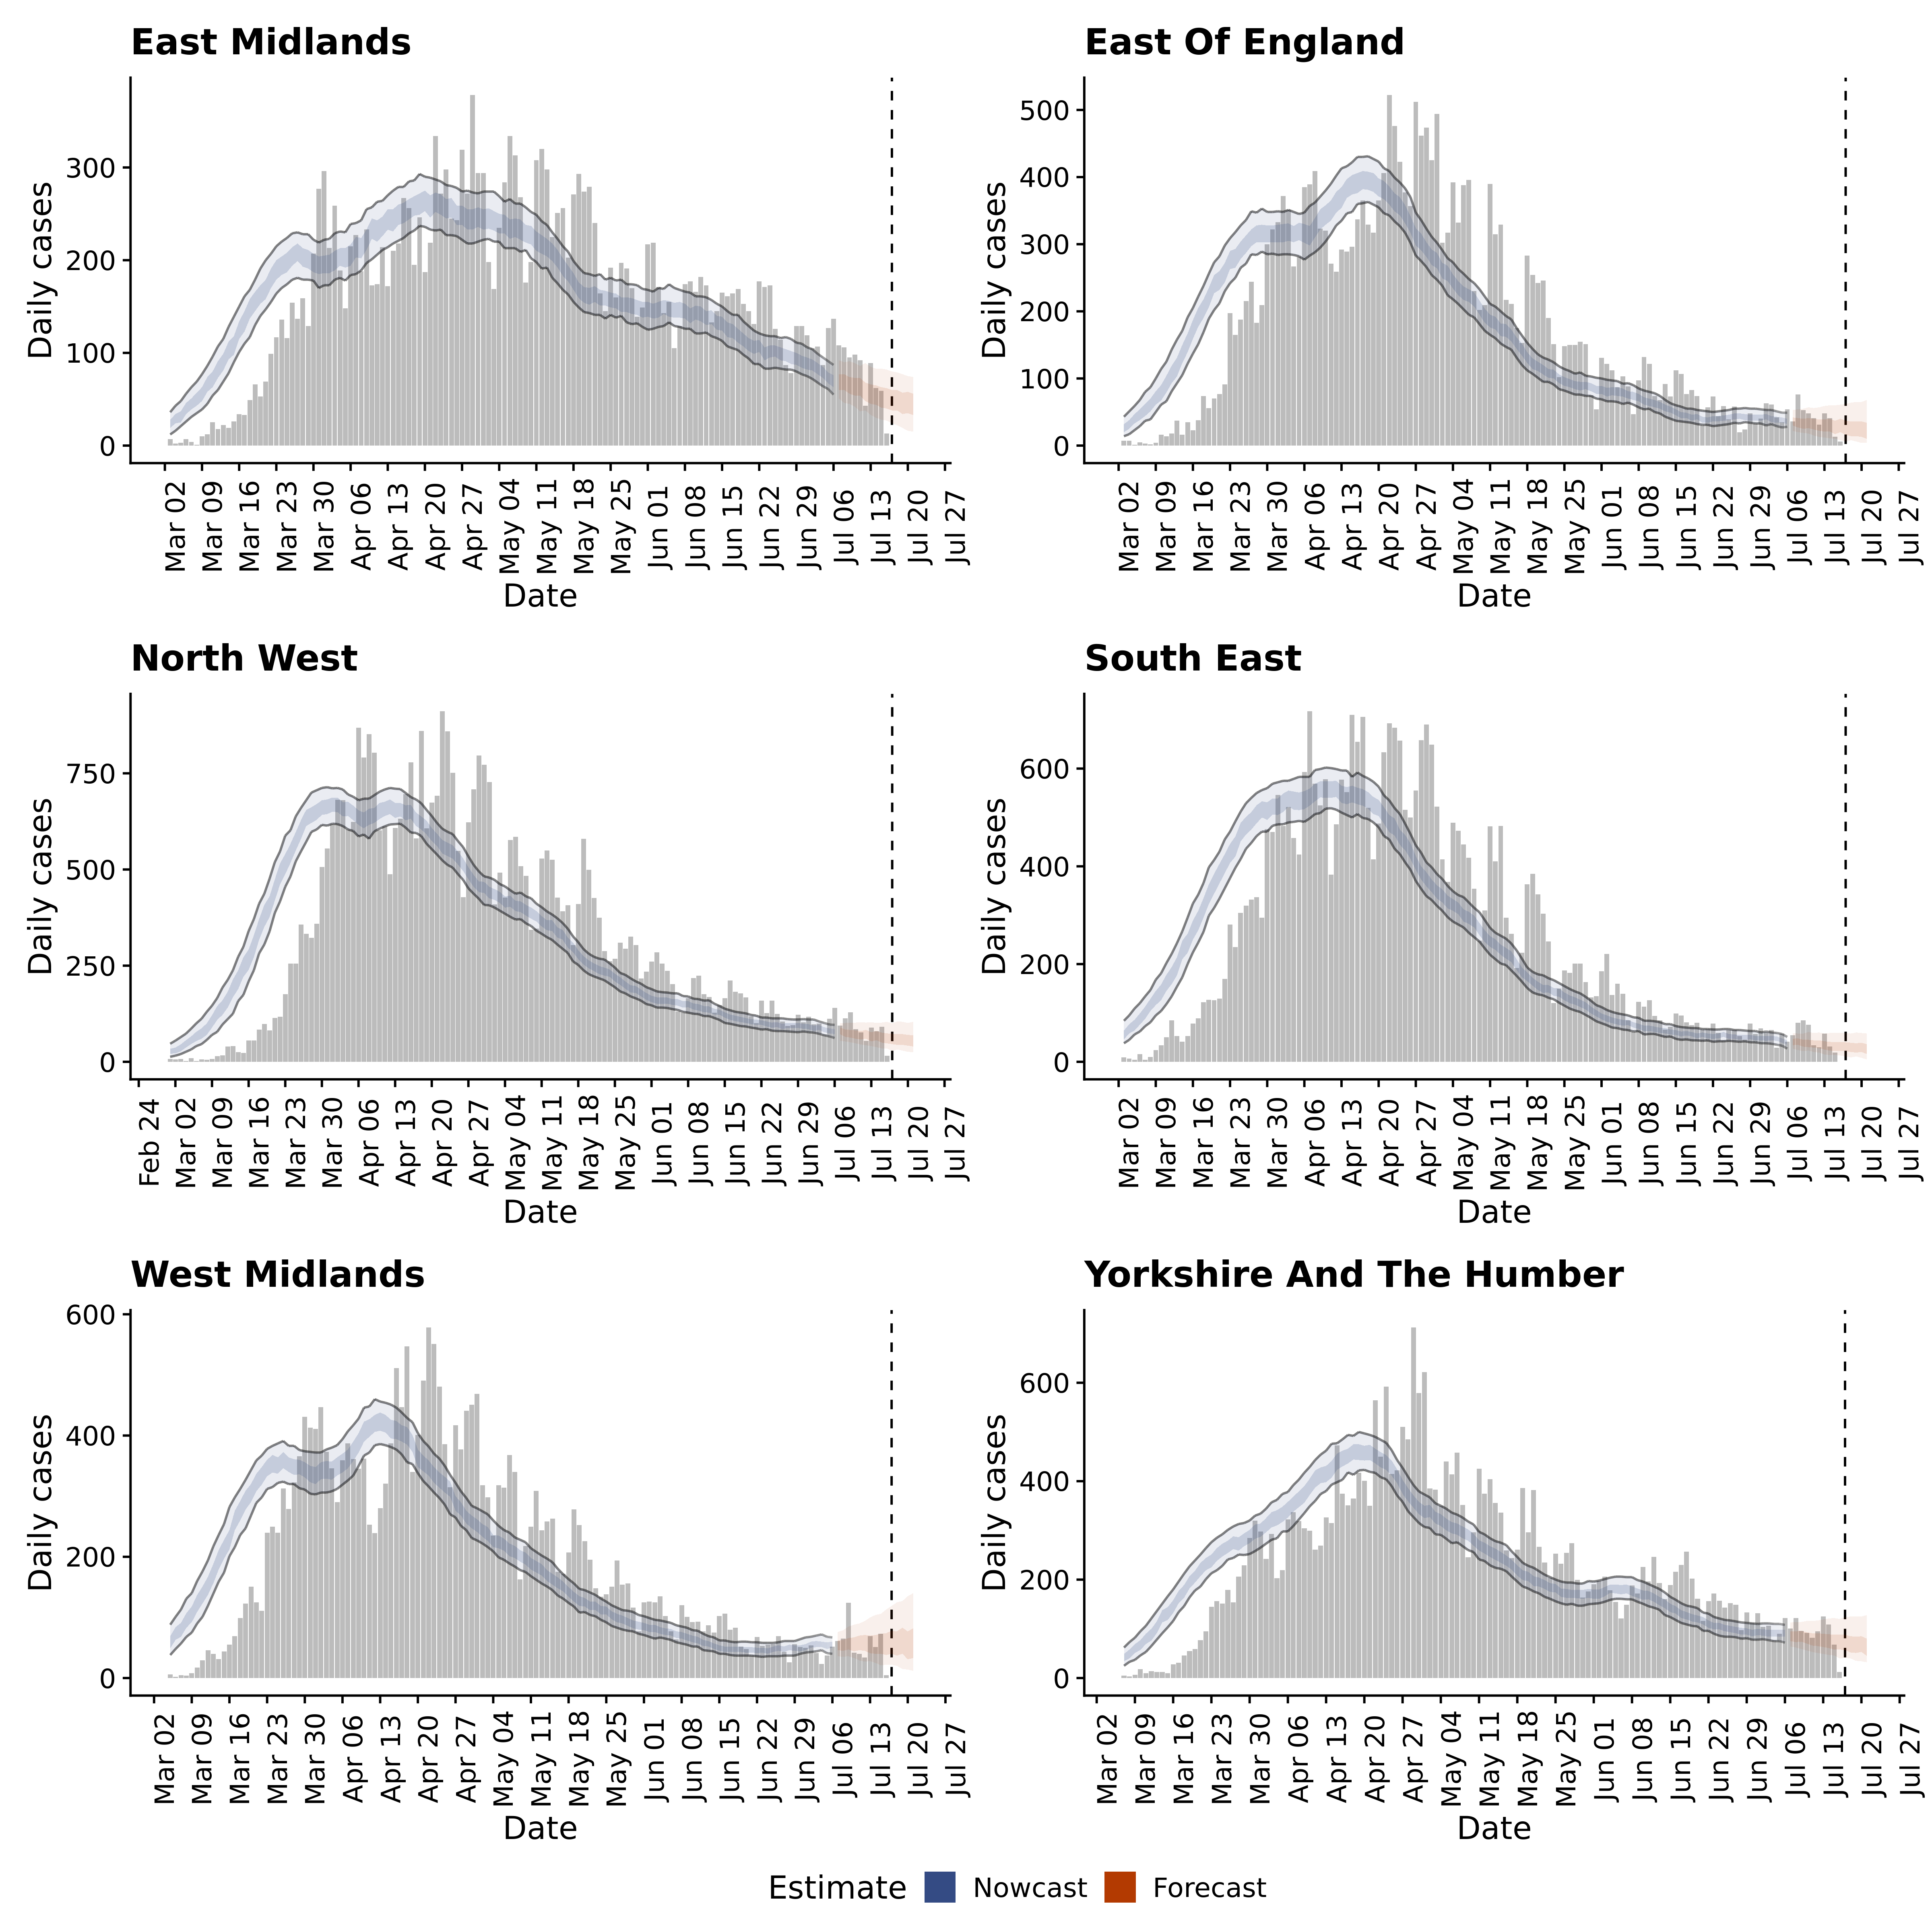 East Midlands
Daily cases
300
200
100
0
Mar 02
Mar 09
Mar 16
Mar 23
Mar 30
Apr 06
Apr 13
Apr 20
Apr 27
May 04
May 11
May 18
May 25
Jun 01
Jun 08
Jun 15
Jun 22
Jun 29
Jul 06
Jul 13
Jul 20
Jul 27
Date
East Of England
Daily cases
500
400
300
200
100
0
Mar 02
Mar 09
Mar 16
Mar 23
Mar 30
Apr 06
Apr 13
Apr 20
Apr 27
May 04
May 11
May 18
May 25
Jun 01
Jun 08
Jun 15
Jun 22
Jun 29
Jul 06
Jul 13
Jul 20
Jul 27
Date
North West
Daily cases
750
500
250
0
Feb 24
Mar 02
Mar 09
Mar 16
Mar 23
Mar 30
Apr 06
Apr 13
Apr 20
Apr 27
May 04
May 11
May 18
May 25
Jun 01
Jun 08
Jun 15
Jun 22
Jun 29
Jul 06
Jul 13
Jul 20
Jul 27
Date
South East
Daily cases
600
400
200
0
Mar 02
Mar 09
Mar 16
Mar 23
Mar 30
Apr 06
Apr 13
Apr 20
Apr 27
May 04
May 11
May 18
May 25
Jun 01
Jun 08
Jun 15
Jun 22
Jun 29
Jul 06
Jul 13
Jul 20
Jul 27
Date
West Midlands
Daily cases
600
400
200
0
Mar 02
Mar 09
Mar 16
Mar 23
Mar 30
Apr 06
Apr 13
Apr 20
Apr 27
May 04
May 11
May 18
May 25
Jun 01
Jun 08
Jun 15
Jun 22
Jun 29
Jul 06
Jul 13
Jul 20
Jul 27
Date
Yorkshire And The Humber
Daily cases
600
400
200
0
Mar 02
Mar 09
Mar 16
Mar 23
Mar 30
Apr 06
Apr 13
Apr 20
Apr 27
May 04
May 11
May 18
May 25
Jun 01
Jun 08
Jun 15
Jun 22
Jun 29
Jul 06
Jul 13
Jul 20
Jul 27
Date
Estimate Nowcast Forecast